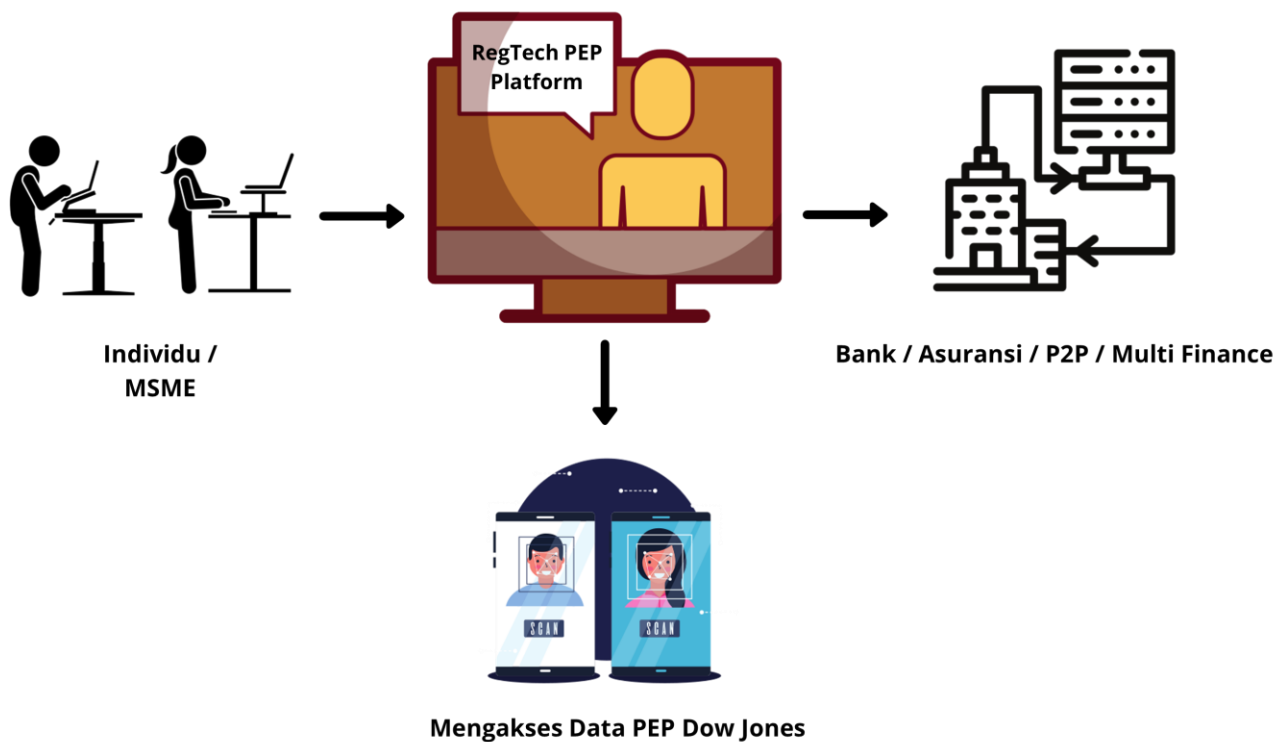 RegTech PEP
Platform
Individu /
MSME
Bank / Asuransi / P2P / Multi Finance
SCAN
SCAN
Mengakses Data PEP Dow Jones